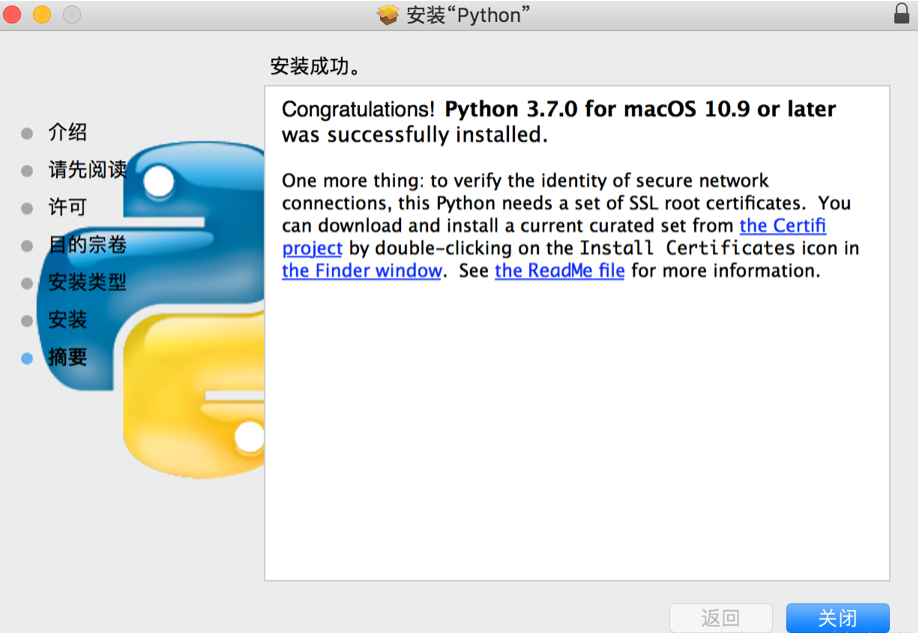 安装“Python”
安装成功。
介绍
请先阅读
许可
目的宗卷
安装类型
安装
摘要
Congratulations! Python 3.7.0 for macOS 10.9 or later
was successfully installed.
One more thing: to verify the identity of secure network
connections, this Python needs a set of SSL root certificates.  You
can download and install a current curated set from the Certifi
project by double-clicking on the Install Certificates icon in
the Finder window.  See the ReadMe file for more information.
返回
关闭